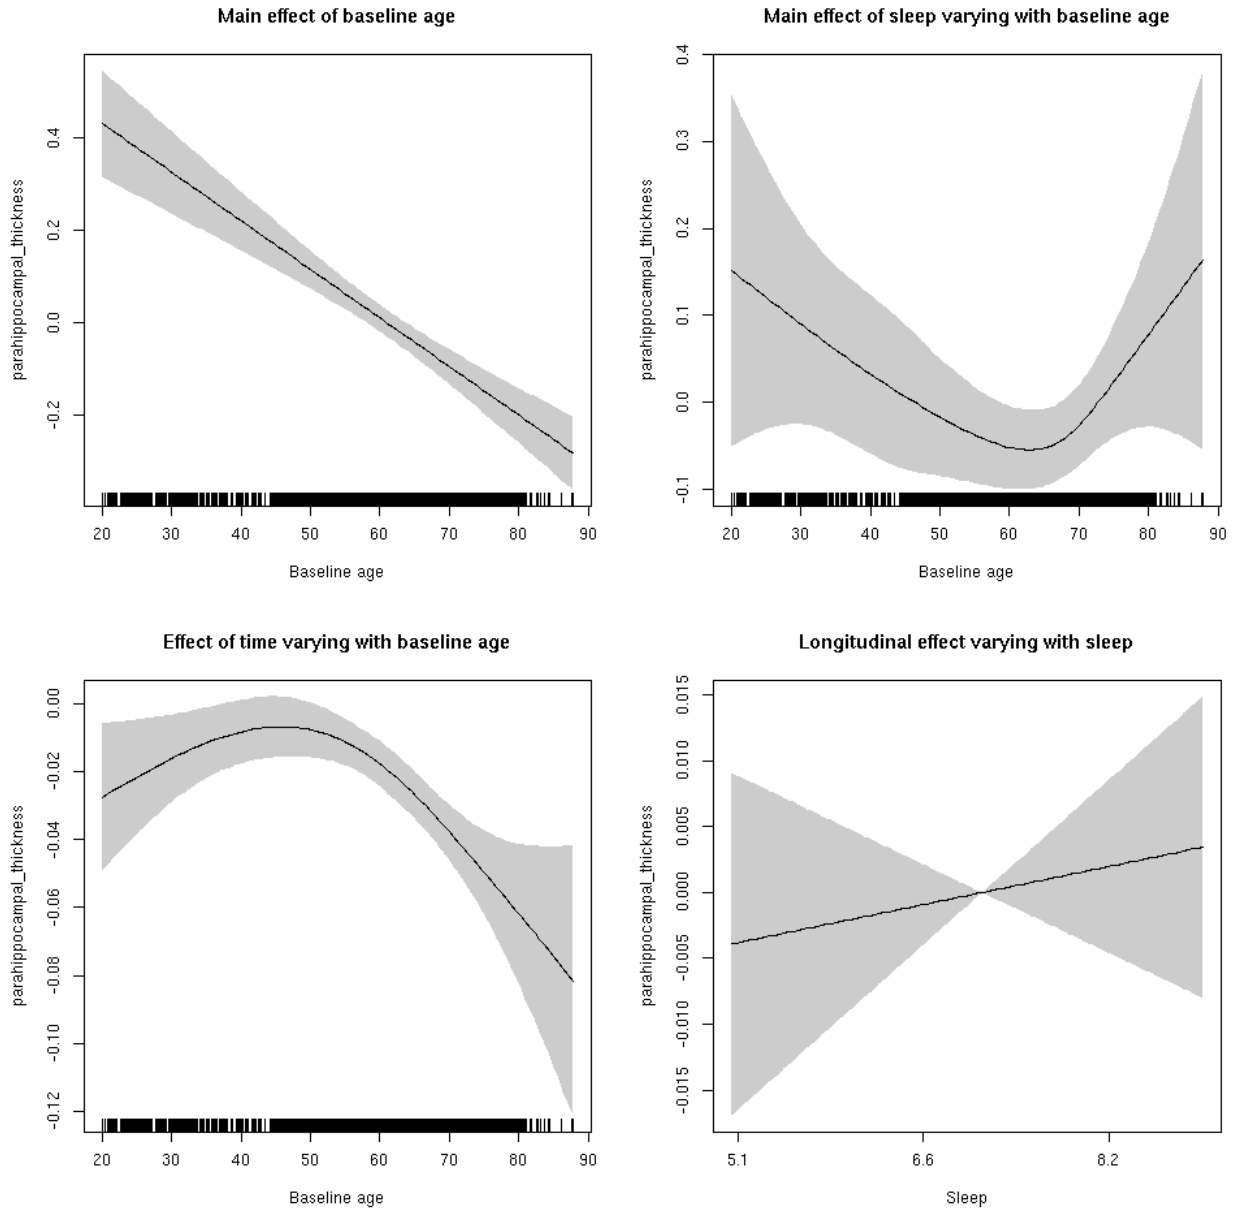 Main effect of baseline age
parahippocampal_thickness
0.4
0.2
0.0
-0.2
20 30 40 50 60 70 80 90
Baseline age
Main effect of sleep varying with baseline age
parahippocampal_thickness
0.4
0.3
0.2
0.1
0.0
-0.1
20 30 40 50 60 70 80 90
Baseline age
Effect of time varying with baseline age
parahippocampal_thickness
0.00
-0.02
-0.04
-0.06
-0.08
-0.10
-0.12
20 30 40 50 60 70 80 90
Baseline age
Longitudinal effect varying with sleep
parahippocampal_thickness
0.015
0.010
0.005
0.000
-0.005
-0.010
-0.015
5.1 6.6 8.2
Sleep